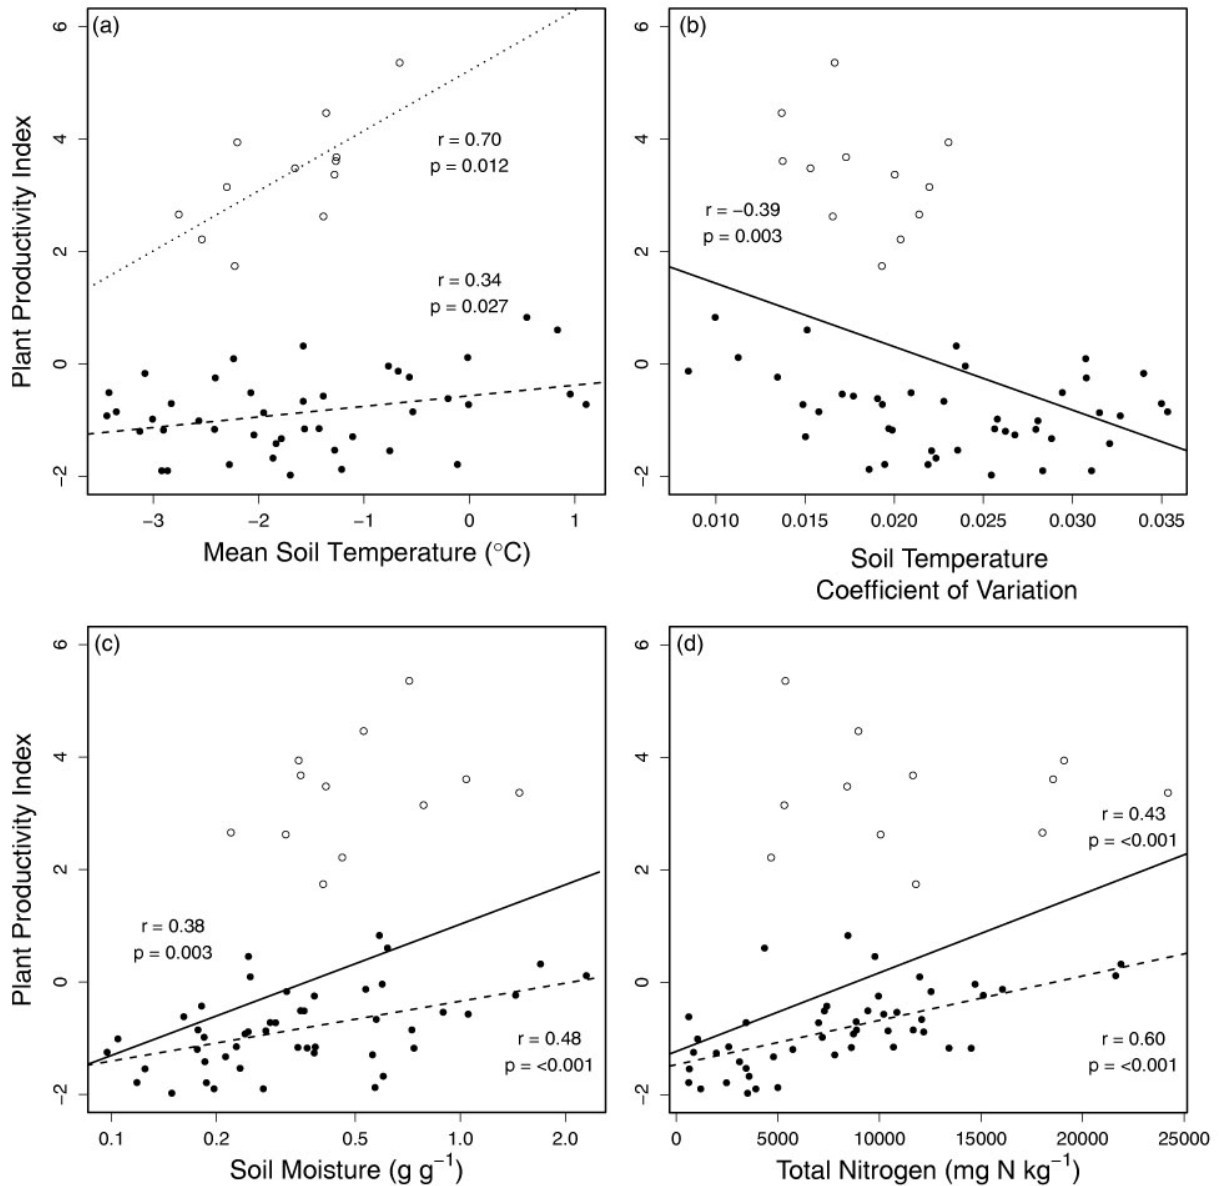 (a)
6
4
2
0
−2
Plant Productivity Index
r = 0.70
p = 0.012
r = 0.34
p = 0.027
−3 −2 −1 0 1
Mean Soil Temperature (°C)
(b)
6
4
2
0
−2
r = −0.39
p = 0.003
0.010 0.015 0.020 0.025 0.030 0.035
Soil Temperature
Coefficient of Variation
(c)
6
4
2
0
−2
Plant Productivity Index
r = 0.38
p = 0.003
r = 0.48
p = <0.001
0.1 0.2 0.5 1.0 2.0
Soil Moisture (g g⁻¹)
(d)
6
4
2
0
−2
r = 0.43
p = <0.001
r = 0.60
p = <0.001
0 5000 10000 15000 20000 25000
Total Nitrogen (mg N kg⁻¹)